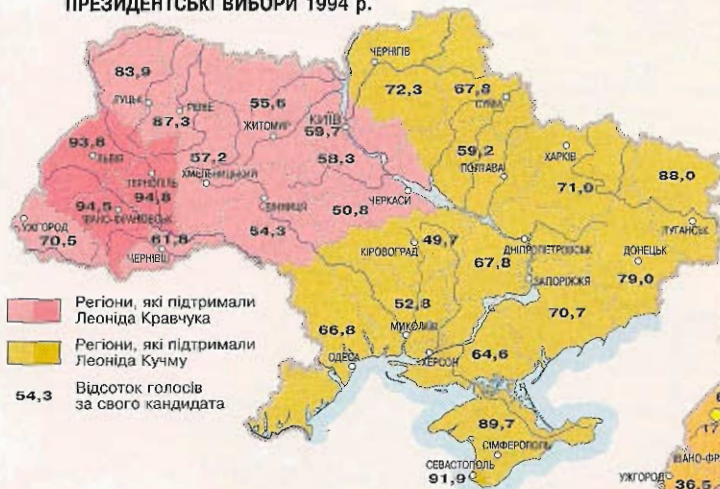 ПРЕЗИДЕНТСЬКІ ВИБОРИ 1994 р.
ЧЕРНІГІВ
83,9
72,3
67,8
СУМИ
ЛУЦЬК
РІВНЕ
55,6
87,3
ЖИТОМИР
КИЇВ
59,7
93,8
ЛЬВІВ
57,2
58,3
59,2
ПОЛТАВА
ХАРКІВ
71,0
88,0
ТЕРНОПІЛЬ
94,8
ХМЕЛЬНИЦЬКИЙ
ЧЕРКАСИ
94,5
ІВАНО-ФРАНКОВСЬК
ВІННИЦЯ
50,8
ЛУГАНСЬК
УЖГОРОД
70,5
61,8
ЧЕРНІВЦІ
54,3
КІРОВОГРАД
49,7
ДНІПРОПЕТРОВСЬК
67,8
ДОНЕЦЬК
79,0
ЗАПОРІЖЖЯ
70,7
52,8
66,8
МИКОЛАЇВ
ОДЕСА
ХЕРСОН
64,6
89,7
СІМФЕРОПОЛЬ
СЕВАСТОПОЛЬ
91,9
Регіони, які підтримали
Леоніда Кравчука
Регіони, які підтримали
Леоніда Кучму
54,3 Відсоток голосів
за свого кандидата
17
ІВАНО-ФР
УЖГОРОД
36,5